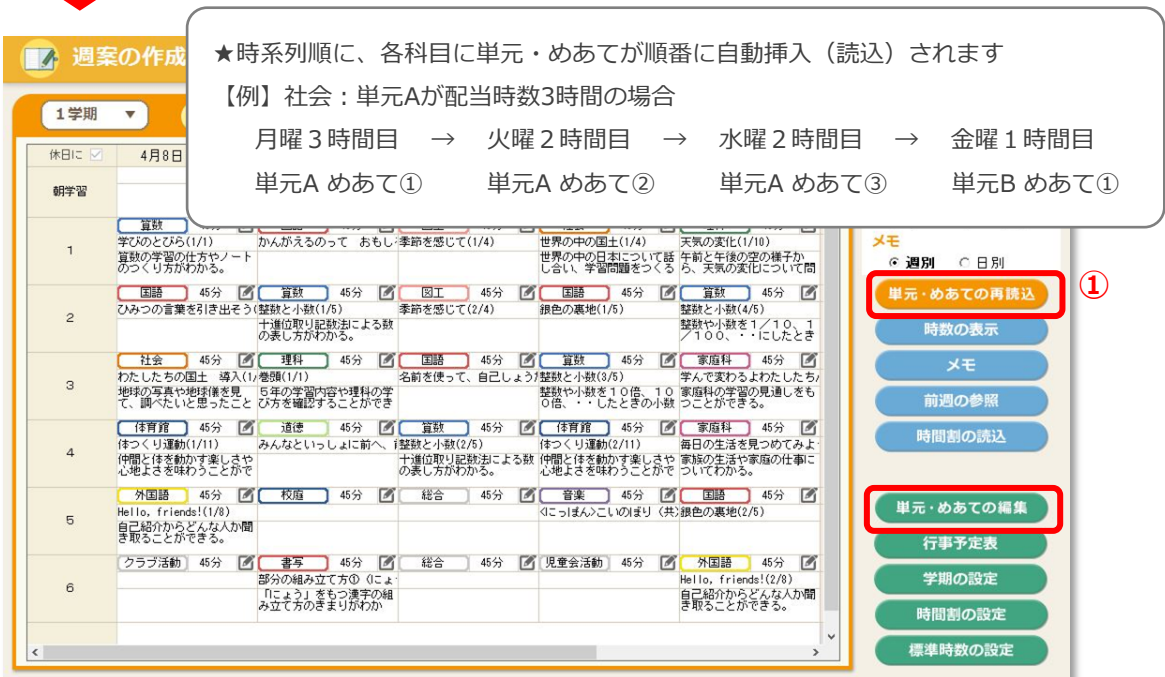 週案の作成
★時系列順に、各科目に単元・めあてが順番に自動挿入（読込）されます
【例】社会：単元Aが配当時数3時間の場合
月曜３時間目 → 火曜２時間目 → 水曜２時間目 → 金曜１時間目
単元A めあて① 単元A めあて② 単元A めあて③ 単元B めあて①
1学期 ▼
休日に 4月8日
朝学習
算数
1
学びのとびら(1/1) かんがえるのって おもし 季節を感じて(1/4) 世界の中の国土(1/4) 天気の変化(1/10)
算数の学習の仕方やノート 世界の中の日本について話 午前と午後の空の様子か
のつくり方がわかる。 し合い、学習問題をつくる ら、天気の変化について問
国語 45分 算数 45分 図工 45分 国語 45分 算数 45分
2
ひみつの言葉を引き出そう( 整数と小数(1/5) 季節を感じて(2/4) 銀色の裏地(1/5) 整数と小数(4/5)
十進位取り記数法による数 整数や小数を１／１０、１
の表し方がわかる。 ／１００、・・にしたとき
社会 45分 理科 45分 国語 45分 算数 45分 家庭科 45分
3
わたしたちの国土 導入(1/ 巻頭(1/1) 名前を使って、自己しょう 整数と小数(3/5) 学んで変わるよわたしたち/
地球の写真や地球儀を見 ５年の学習内容や理科の学 整数や小数を１０倍、１０ 家庭科の学習の見通しをも
て、調べたいと思ったこと び方を確認することができ ０倍、・・したときの小数 つことができる。
体育館 45分 道徳 45分 算数 45分 体育館 45分 家庭科 45分
4
体つくり運動(1/11) みんなといっしょに前へ、 整数と小数(2/5) 体つくり運動(2/11) 毎日の生活を見つめてみよ
仲間と体を動かす楽しさや 十進位取り記数法による数 仲間と体を動かす楽しさや 家族の生活や家庭の仕事に
心地よさを味わうことがで の表し方がわかる。 心地よさを味わうことがで ついてわかる。
外国語 45分 校庭 45分 総合 45分 音楽 45分 国語 45分
5
Hello, friends!(1/8) <にっぽん>こいのぼり (共) 銀色の裏地(2/5)
自己紹介からどんな人か聞
き取ることができる。
クラブ活動 45分 書写 45分 総合 45分 児童会活動 45分 外国語 45分
6
部分の組み立て方① (にょ Hello, friends!(2/8)
「にょう」をもつ漢字の組 自己紹介からどんな人か聞
み立て方のきまりがわか き取ることができる。
メモ
週別 日別
単元・めあての再読込 ①
時数の表示
メモ
前週の参照
時間割の読込
単元・めあての編集
行事予定表
学期の設定
時間割の設定
標準時数の設定